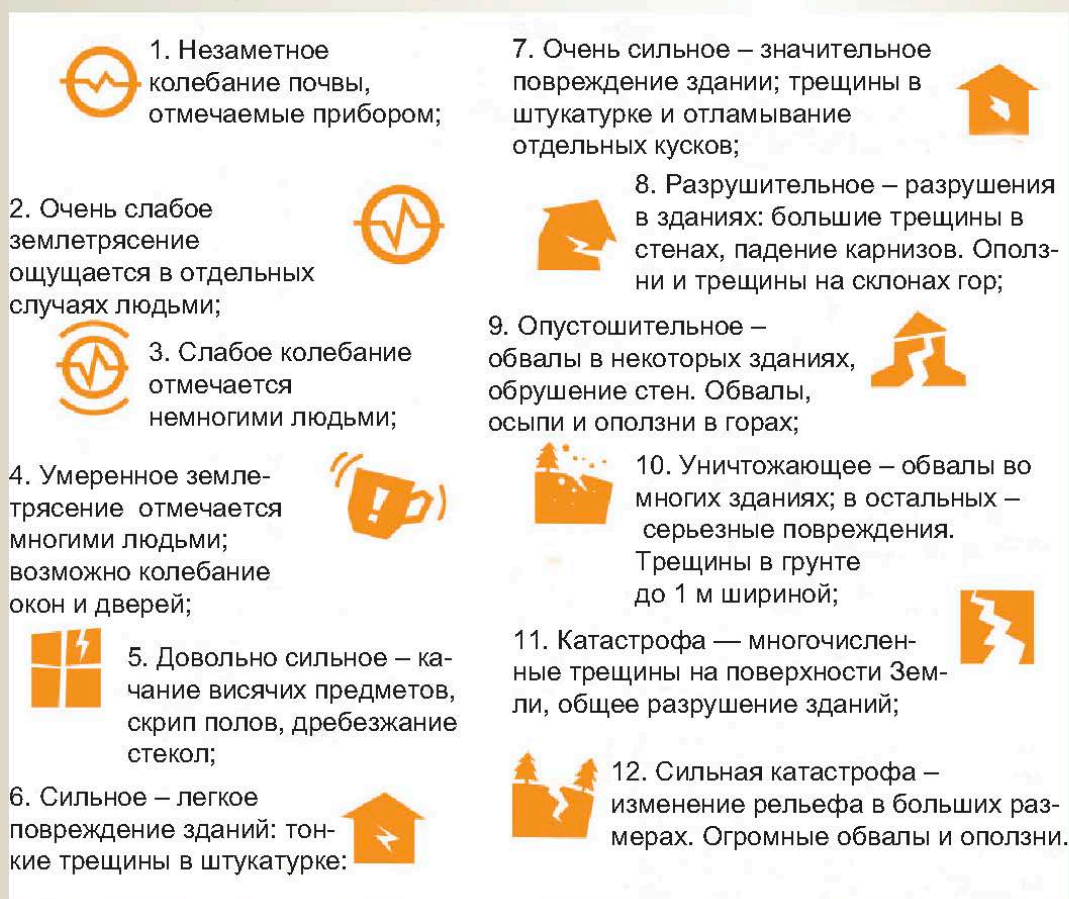 1. Незаметное
колебание почвы,
отмечаемые прибором;
2. Очень слабое
землетрясение
ощущается в отдельных
случаях людьми;
3. Слабое колебание
отмечается
немногими людьми;
4. Умеренное земле-
трясение отмечается
многими людьми;
возможно колебание
окон и дверей;
5. Довольно сильное – ка-
чание висячих предметов,
скрип полов, дребезжание
стекол;
6. Сильное – легкое
повреждение зданий: тон-
кие трещины в штукатурке:
7. Очень сильное – значительное
повреждение здании; трещины в
штукатурке и отламывание
отдельных кусков;
8. Разрушительное – разрушения
в зданиях: большие трещины в
стенах, падение карнизов. Ополз-
ни и трещины на склонах гор;
9. Опустошительное –
обвалы в некоторых зданиях,
обрушение стен. Обвалы,
осыпи и оползни в горах;
10. Уничтожающее – обвалы во
многих зданиях; в остальных –
серьезные повреждения.
Трещины в грунте
до 1 м шириной;
11. Катастрофа — многочислен-
ные трещины на поверхности Зем-
ли, общее разрушение зданий;
12. Сильная катастрофа –
изменение рельефа в больших раз-
мерах. Огромные обвалы и оползни.